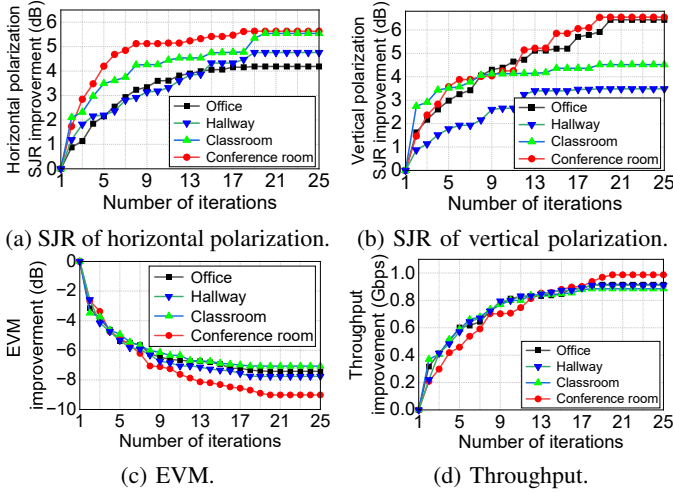 Horizontal polarization
SJR improvement (dB)
6
5
4
3
2
1
0
Office
Hallway
Classroom
Conference room
1 5 9 13 17 21 25
Number of iterations
(a) SJR of horizontal polarization.
Vertical polarization
SJR improvement (dB)
6
5
4
3
2
1
0
Office
Hallway
Classroom
Conference room
1 5 9 13 17 21 25
Number of iterations
(b) SJR of vertical polarization.
EVM
improvement (dB)
0
−2
−4
−6
−8
−10
Office
Hallway
Classroom
Conference room
1 5 9 13 17 21 25
Number of iterations
(c) EVM.
Throughput
improvement (Gbps)
1.0
0.8
0.6
0.4
0.2
0.0
Office
Hallway
Classroom
Conference room
1 5 9 13 17 21 25
Number of iterations
(d) Throughput.